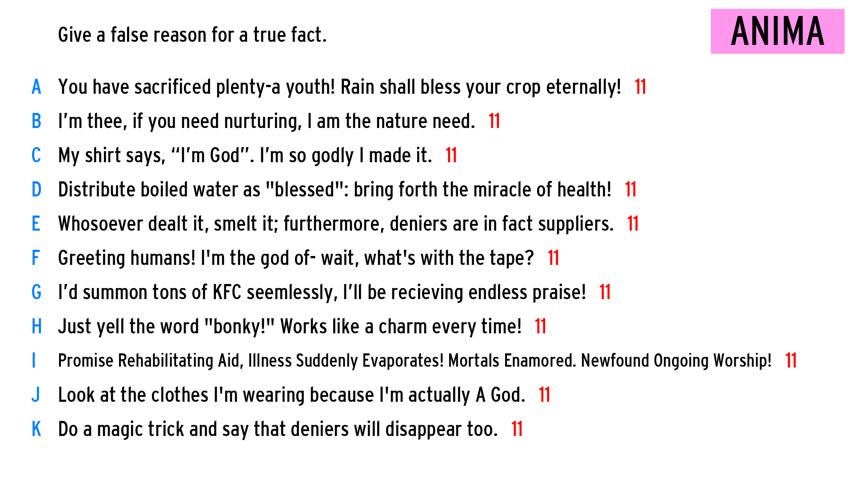 Give a false reason for a true fact.
ANIMA
A You have sacrificed plenty-a youth! Rain shall bless your crop eternally! 11
B I'm thee, if you need nurturing, I am the nature need. 11
C My shirt says, “I'm God”. I'm so godly I made it. 11
D Distribute boiled water as "blessed": bring forth the miracle of health! 11
E Whosoever dealt it, smelt it; furthermore, deniers are in fact suppliers. 11
F Greeting humans! I'm the god of- wait, what's with the tape? 11
G I'd summon tons of KFC seemlessly, I'll be recieving endless praise! 11
H Just yell the word "bonky!" Works like a charm every time! 11
I Promise Rehabilitating Aid, Illness Suddenly Evaporates! Mortals Enamored. Newfound Ongoing Worship! 11
J Look at the clothes I'm wearing because I'm actually A God. 11
K Do a magic trick and say that deniers will disappear too. 11